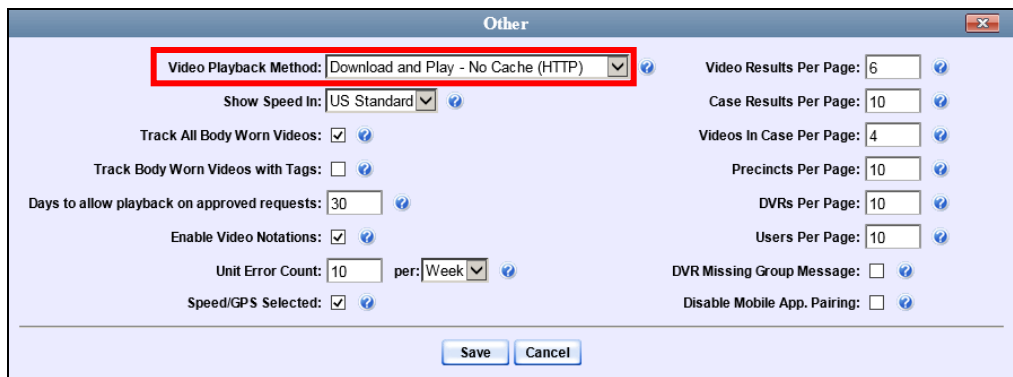 Other
Video Playback Method: Download and Play - No Cache (HTTP)
Video Results Per Page: 6
Show Speed In: US Standard
Case Results Per Page: 10
Track All Body Worn Videos:
Videos In Case Per Page: 4
Track Body Worn Videos with Tags:
Precincts Per Page: 10
Days to allow playback on approved requests: 30
DVRs Per Page: 10
Enable Video Notations:
Users Per Page: 10
Unit Error Count: 10 per: Week
DVR Missing Group Message:
Speed/GPS Selected:
Disable Mobile App. Pairing:
Save Cancel